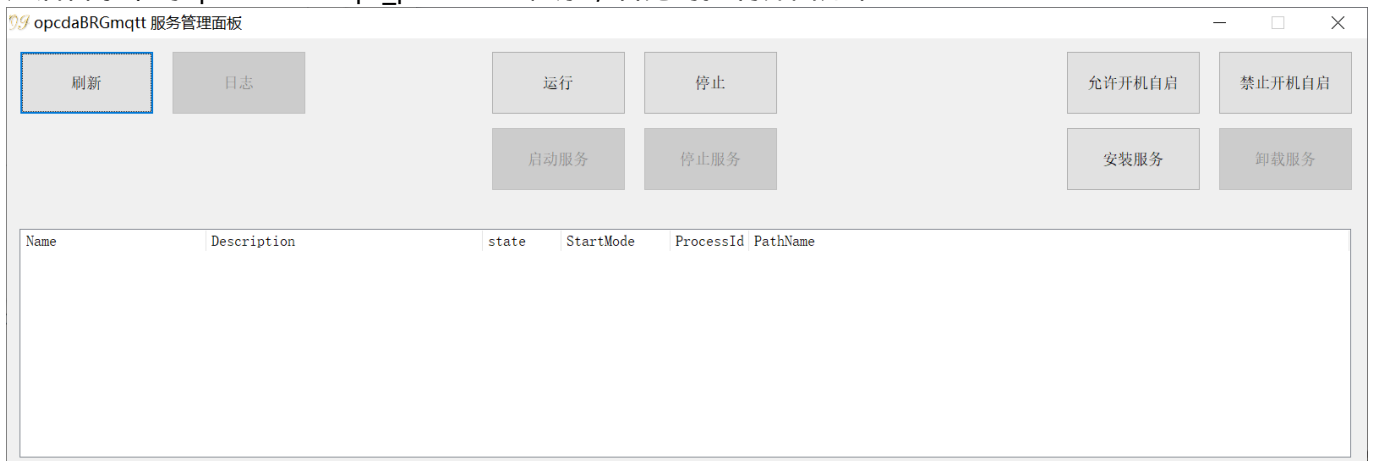 opcdaBRGmqtt 服务管理面板
刷新 日志 运行 停止 允许开机自启 禁止开机自启
启动服务 停止服务 安装服务 卸载服务
Name Description state StartMode ProcessId PathName